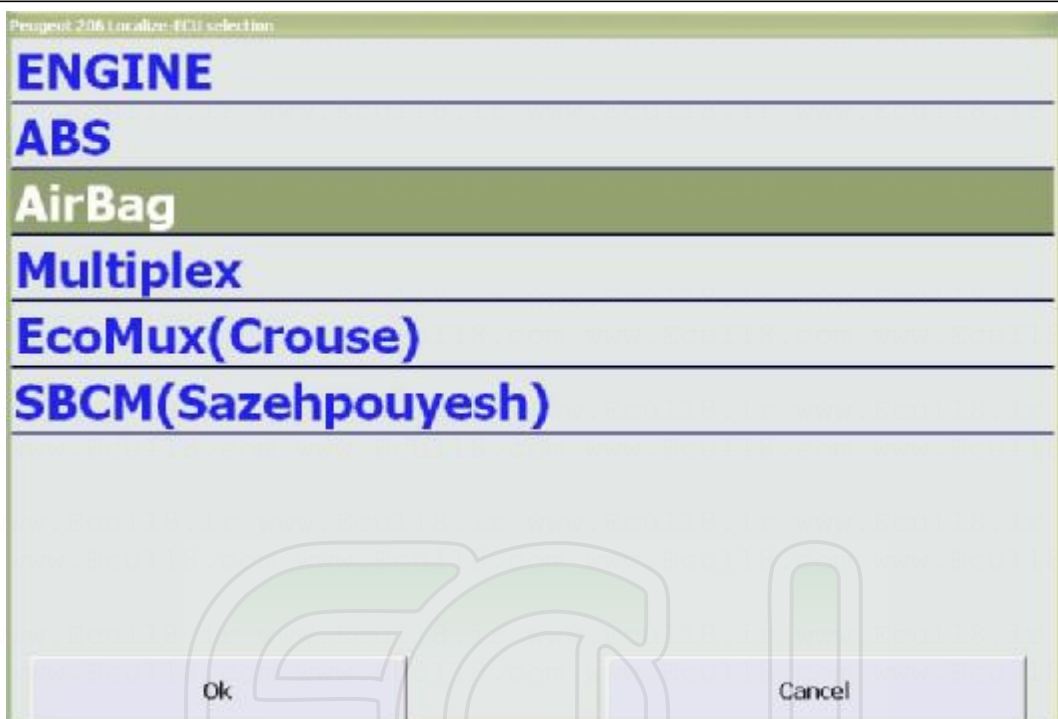 Peugeot 206 Localize-ECU selection
ENGINE
ABS
AirBag
Multiplex
EcoMux(Crouse)
SBCM(Sazehpouyesh)
Ok
Cancel